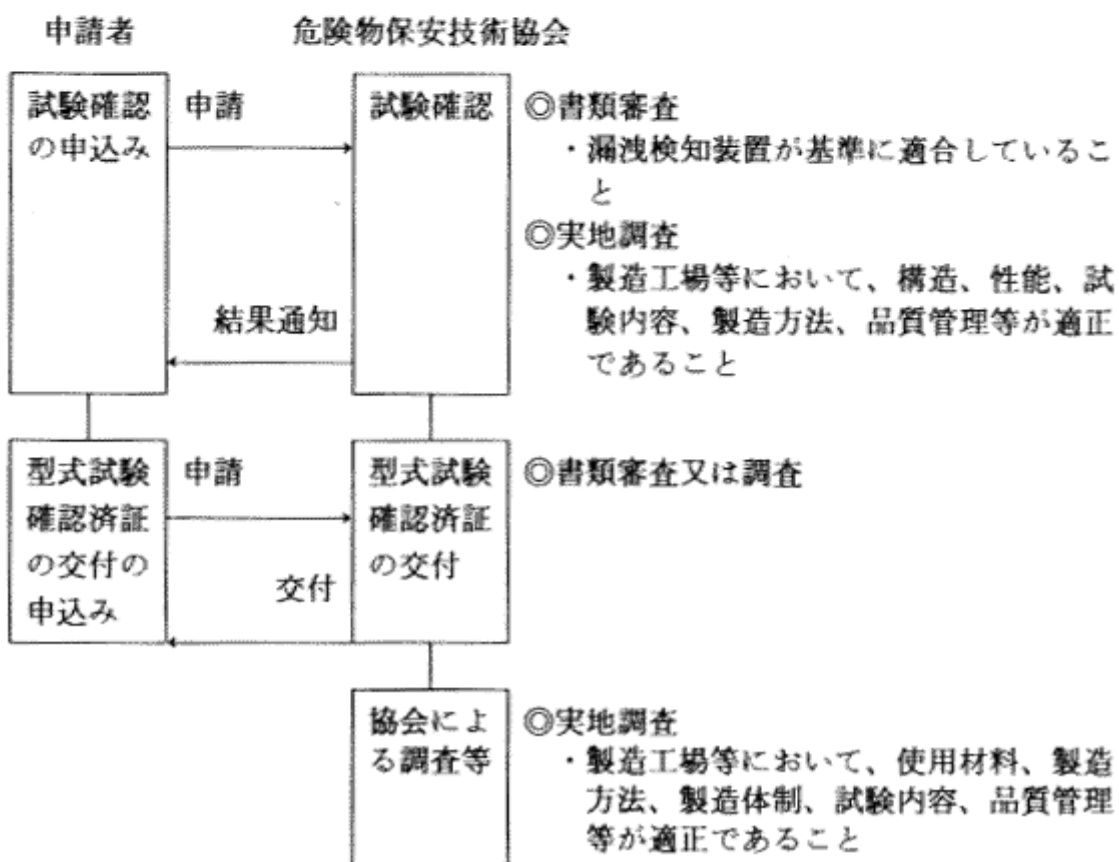 申請者
危険物保安技術協会
試験確認
の申込み
申請
試験確認
◎書類審査
・漏洩検知装置が基準に適合しているこ
と
◎実地調査
・製造工場等において、構造、性能、試
験内容、製造方法、品質管理等が適正
であること
結果通知
型式試験
確認済証
の交付の
申込み
申請
型式試験
確認済証
の交付
◎書類審査又は調査
交付
協会によ
る調査等
◎実地調査
・製造工場等において、使用材料、製造
方法、製造体制、試験内容、品質管理
等が適正であること